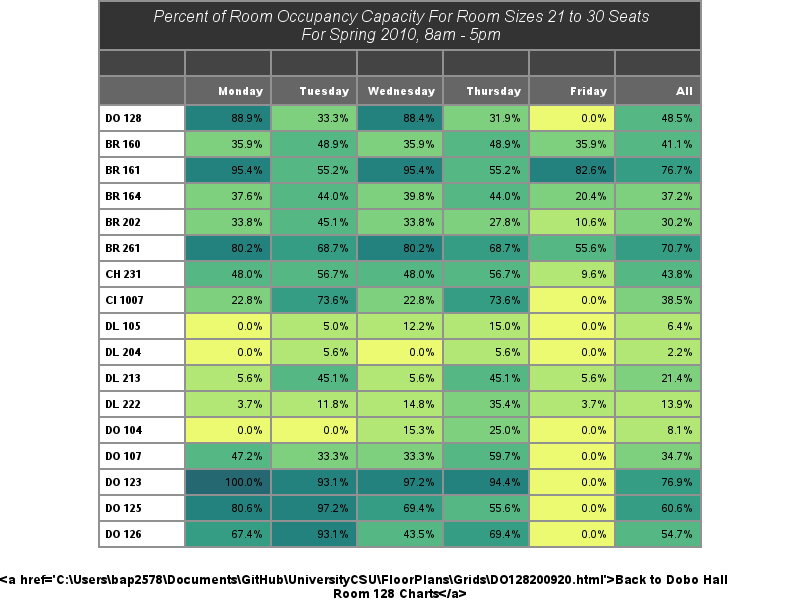 Percent of Room Occupancy Capacity For Room Sizes 21 to 30 Seats
For Spring 2010, 8am - 5pm
Monday Tuesday Wednesday Thursday Friday All
DO 128 88.9% 33.3% 88.4% 31.9% 0.0% 48.5%
BR 160 35.9% 48.9% 35.9% 48.9% 35.9% 41.1%
BR 161 95.4% 55.2% 95.4% 55.2% 82.6% 76.7%
BR 164 37.6% 44.0% 39.8% 44.0% 20.4% 37.2%
BR 202 33.8% 45.1% 33.8% 27.8% 10.6% 30.2%
BR 261 80.2% 68.7% 80.2% 68.7% 55.6% 70.7%
CH 231 48.0% 56.7% 48.0% 56.7% 9.6% 43.8%
CI 1007 22.8% 73.6% 22.8% 73.6% 0.0% 38.5%
DL 105 0.0% 5.0% 12.2% 15.0% 0.0% 6.4%
DL 204 0.0% 5.6% 0.0% 5.6% 0.0% 2.2%
DL 213 5.6% 45.1% 5.6% 45.1% 5.6% 21.4%
DL 222 3.7% 11.8% 14.8% 35.4% 3.7% 13.9%
DO 104 0.0% 0.0% 15.3% 25.0% 0.0% 8.1%
DO 107 47.2% 33.3% 33.3% 59.7% 0.0% 34.7%
DO 123 100.0% 93.1% 97.2% 94.4% 0.0% 76.9%
DO 125 80.6% 97.2% 69.4% 55.6% 0.0% 60.6%
DO 126 67.4% 93.1% 43.5% 69.4% 0.0% 54.7%
<a href='C:\Users\bap2578\Documents\GitHub\UniversityCSU\FloorPlans\Grids\DO128200920.html'>Back to Dobo Hall
Room 128 Charts</a>